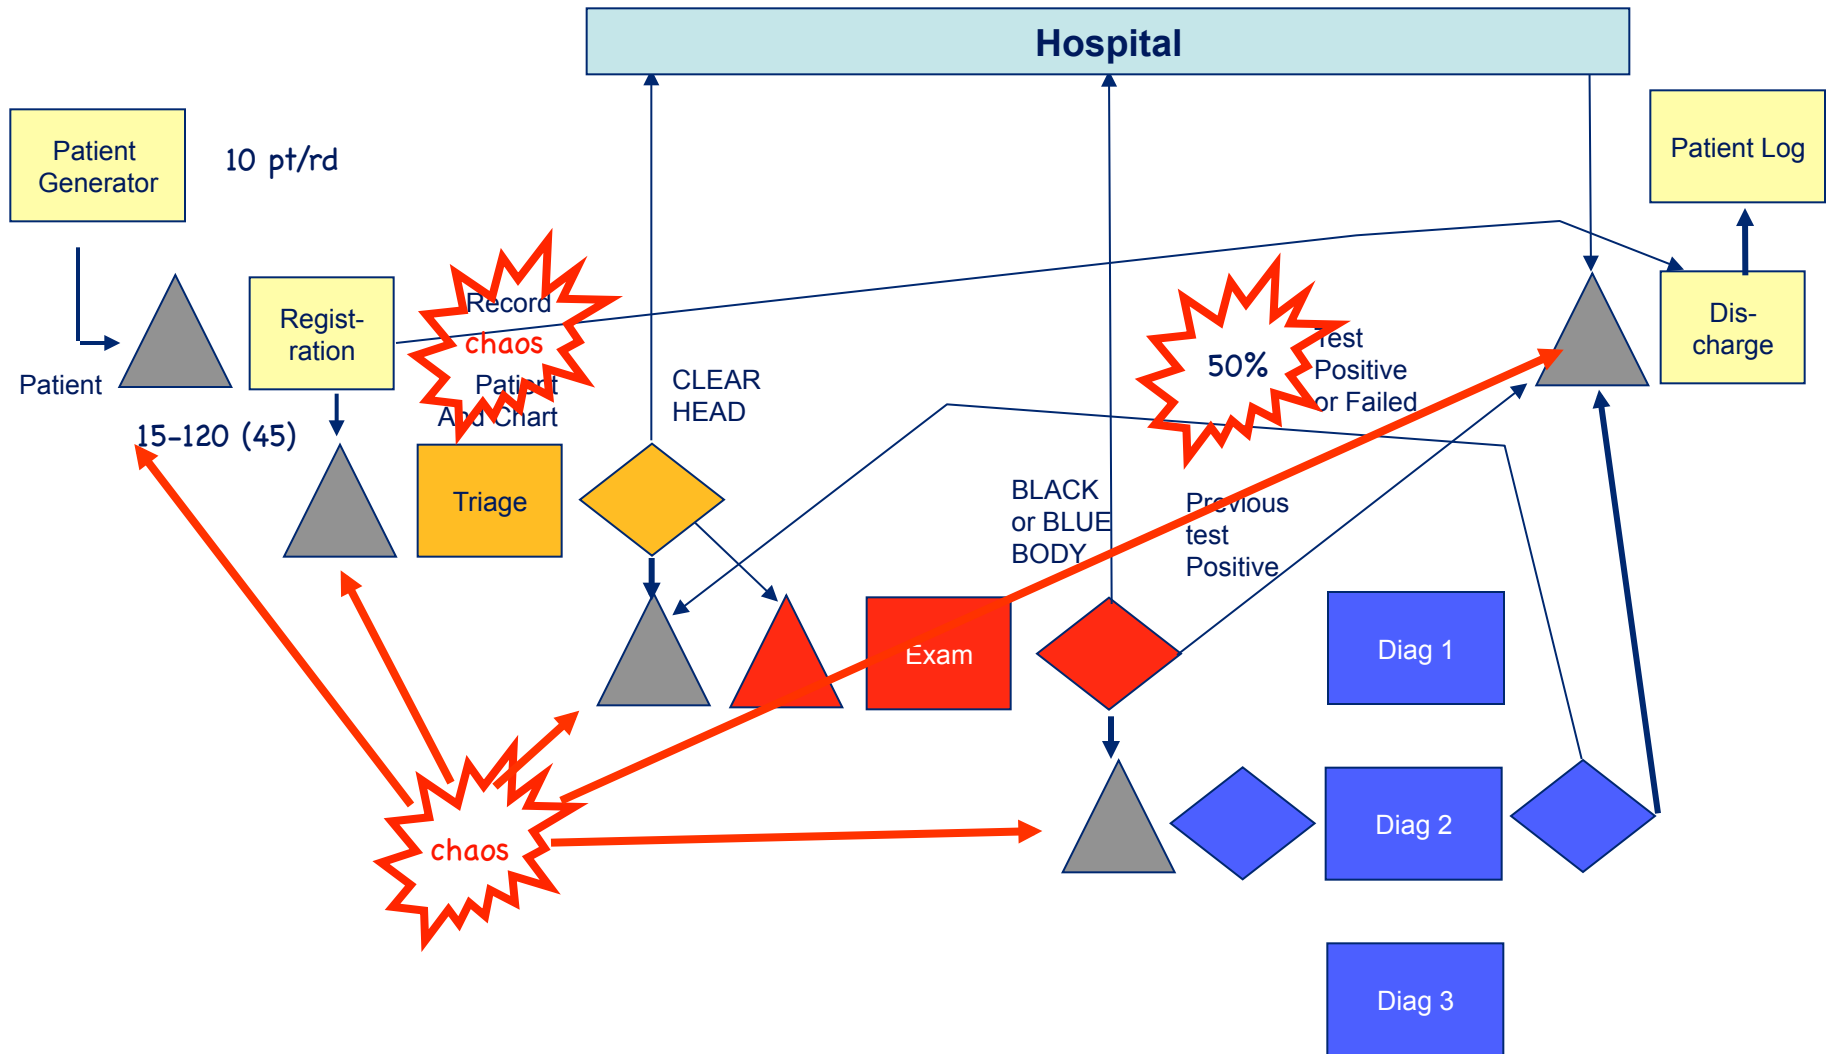 Hospital
Patient
Generator
10 pt/rd
Patient Log
Regist-
ration
Record
chaos
Patient
And Chart
Patient
15-120 (45)
CLEAR
HEAD
50%
Test
Positive
or Failed
Dis-
charge
Triage
BLACK
or BLUE
BODY
Previous
test
Positive
Exam
Diag 1
chaos
Diag 2
Diag 3